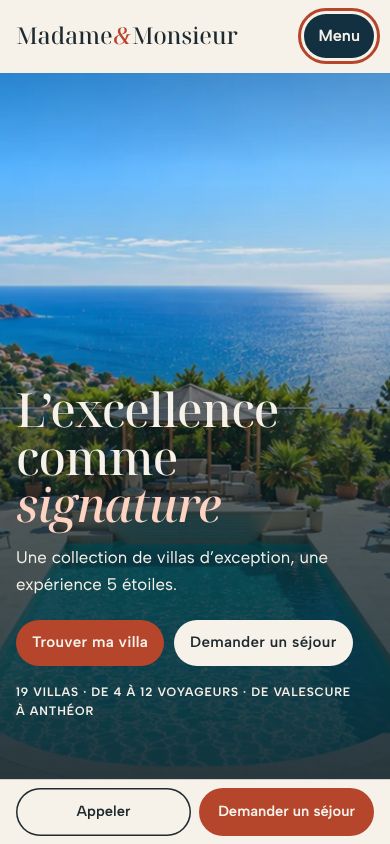 Madame&Monsieur
Menu
L’excellence
comme
signature
Une collection de villas d’exception, une
expérience 5 étoiles.
Trouver ma villa
Demander un séjour
19 VILLAS · DE 4 À 12 VOYAGEURS · DE VALESCURE
À ANTHÉOR
Appeler
Demander un séjour